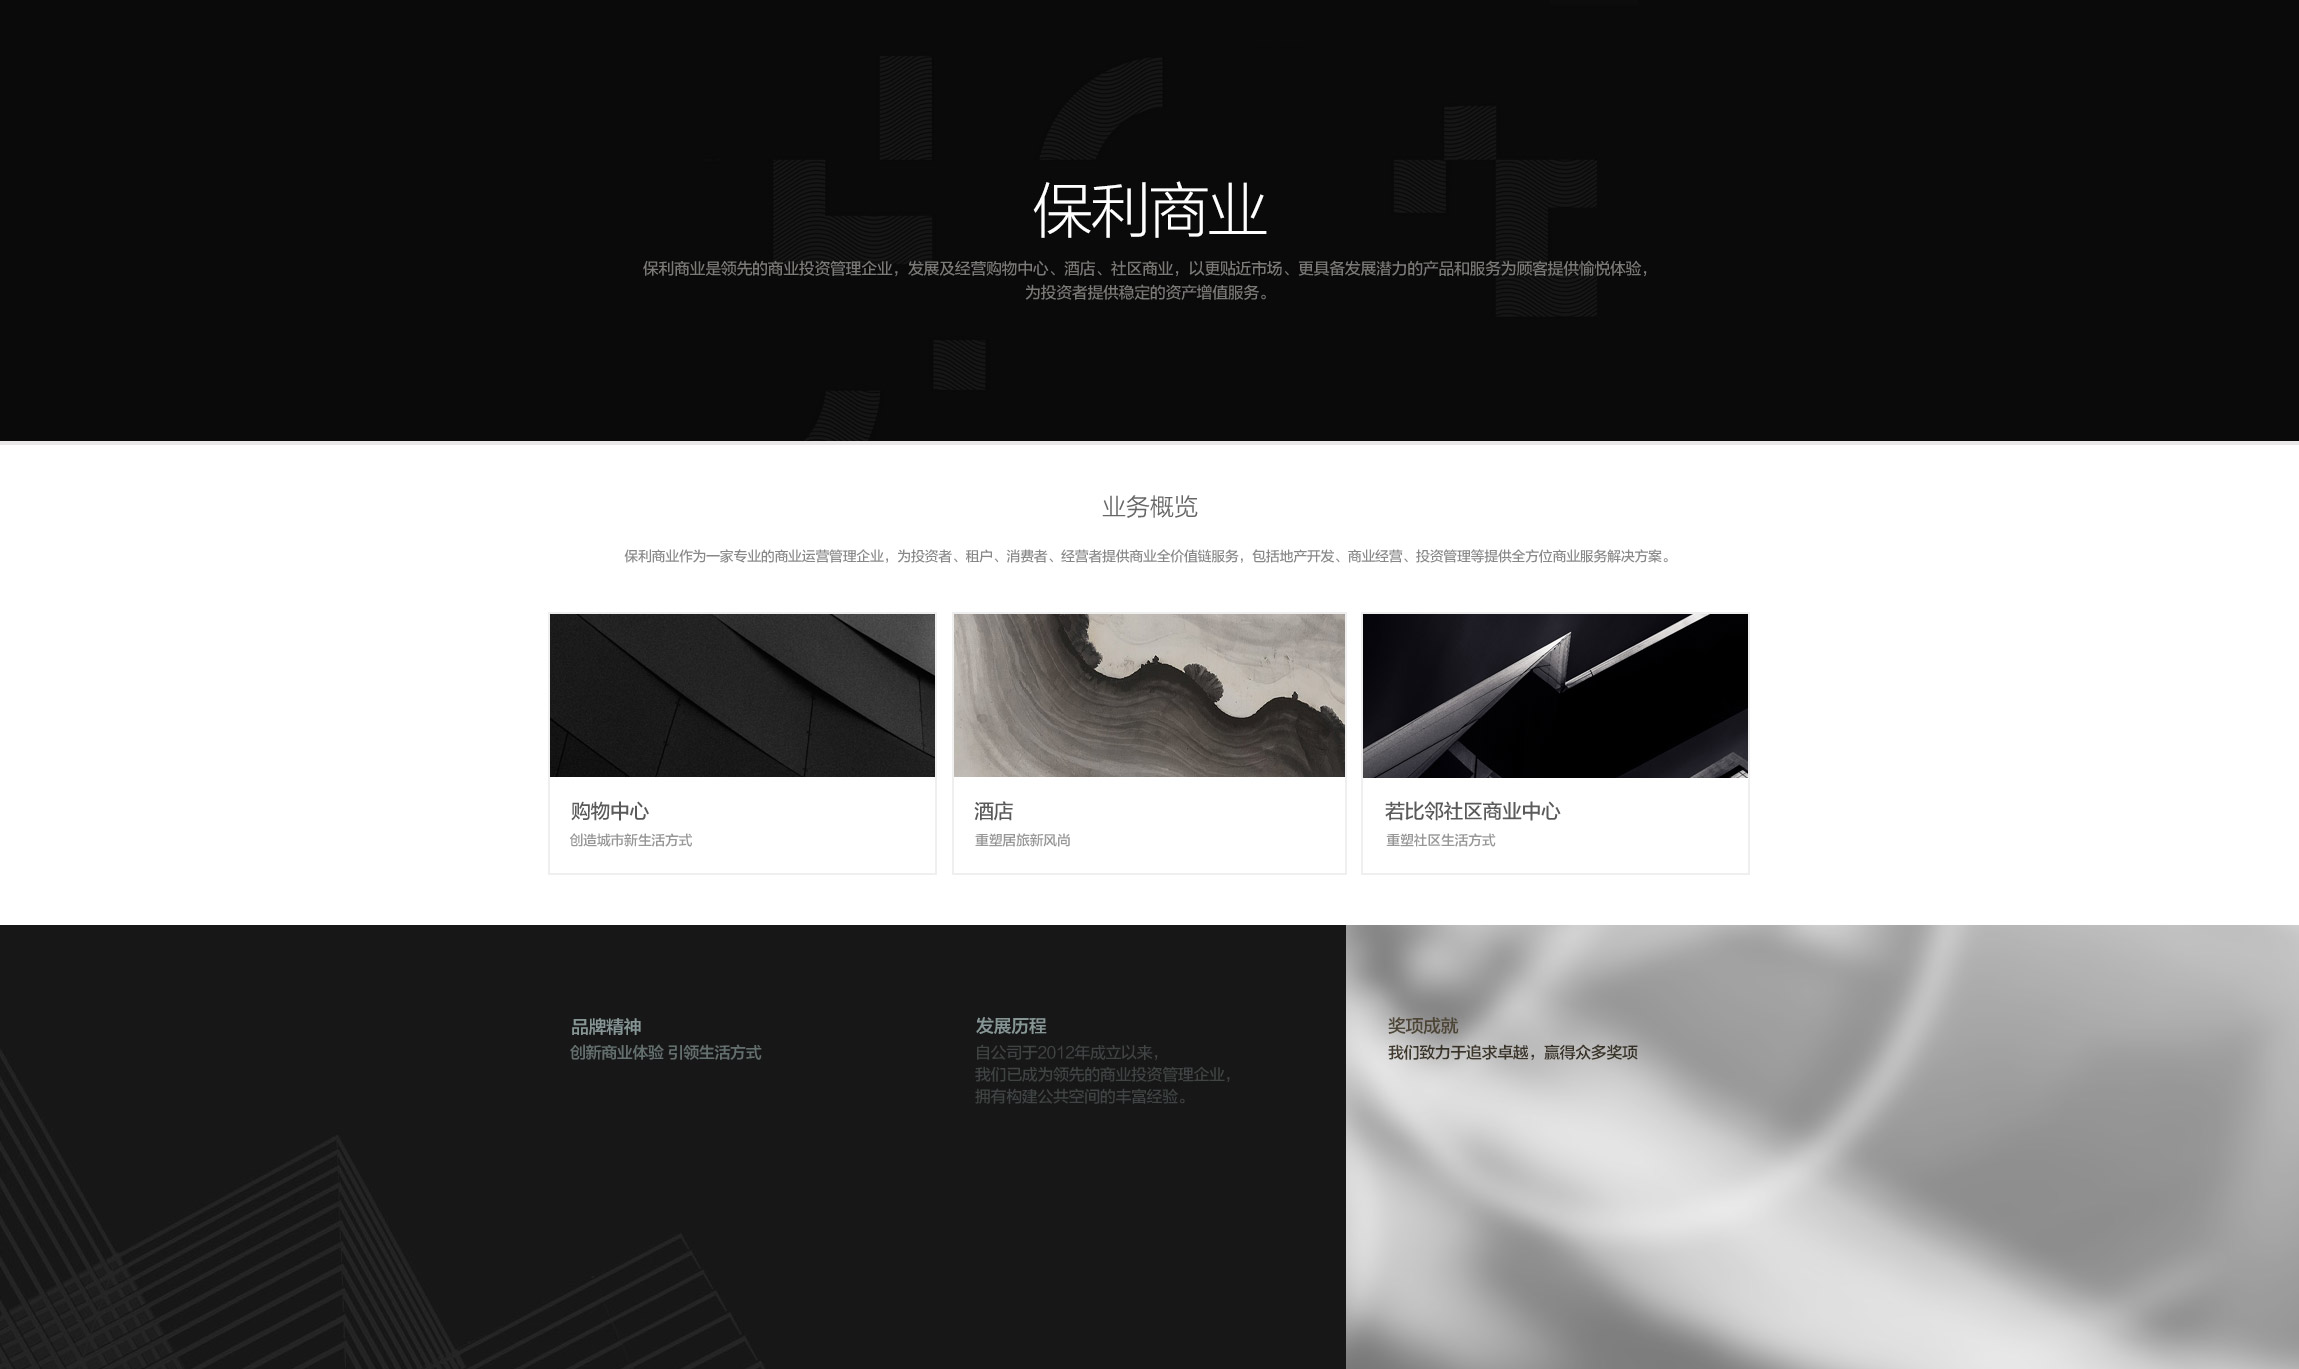 保利商业
保利商业是领先的商业投资管理企业，发展及经营购物中心、酒店、社区商业，以更贴近市场、更具备发展潜力的产品和服务为顾客提供愉悦体验，
为投资者提供稳定的资产增值服务。
业务概览
保利商业作为一家专业的商业运营管理企业，为投资者、租户、消费者、经营者提供商业全价值链服务，包括地产开发、商业经营、投资管理等提供全方位商业服务解决方案。
购物中心
创造城市新生活方式
酒店
重塑居旅新风尚
若比邻社区商业中心
重塑社区生活方式
品牌精神
创新商业体验 引领生活方式
发展历程
自公司于2012年成立以来，
我们已成为领先的商业投资管理企业，
拥有构建公共空间的丰富经验。
奖项成就
我们致力于追求卓越，赢得众多奖项